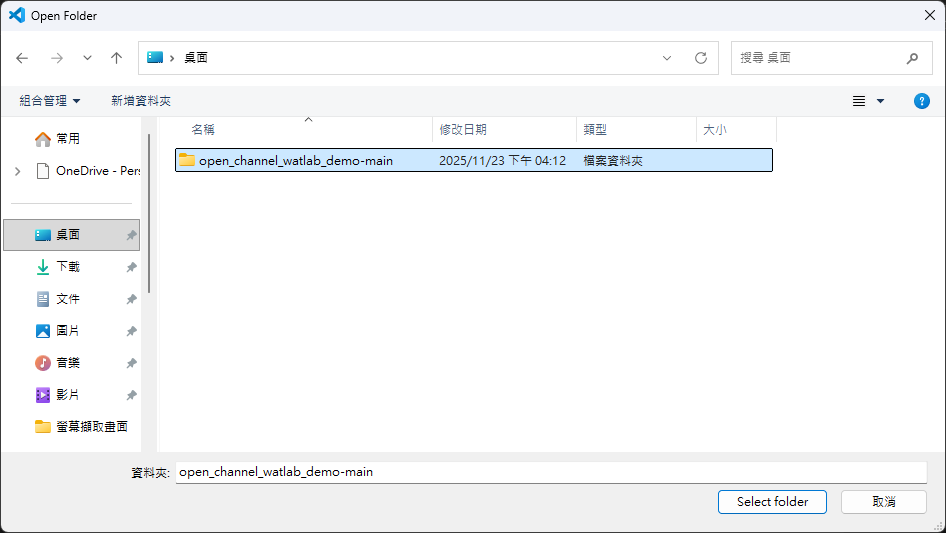 Open Folder
桌面
搜尋 桌面
組合管理
新增資料夾
名稱
修改日期
類型
大小
常用
OneDrive - Pers
open_channel_watlab_demo-main
2025/11/23 下午 04:12
檔案資料夾
桌面
下載
文件
圖片
音樂
影片
螢幕擷取畫面
資料夾:
open_channel_watlab_demo-main
Select folder
取消